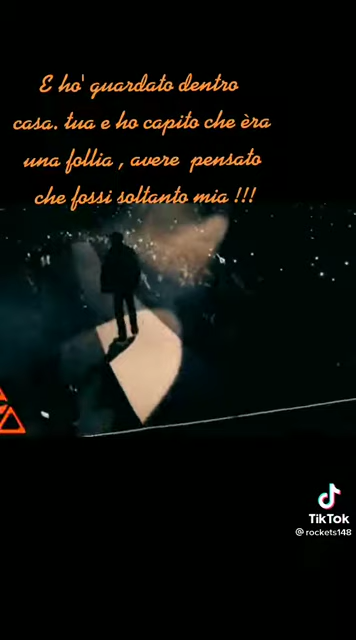 E ho' guardato dentro
casa. tua e ho capito che èra
una follia , avere pensato
che fossi soltanto mia !!!
TikTok
@rockets148